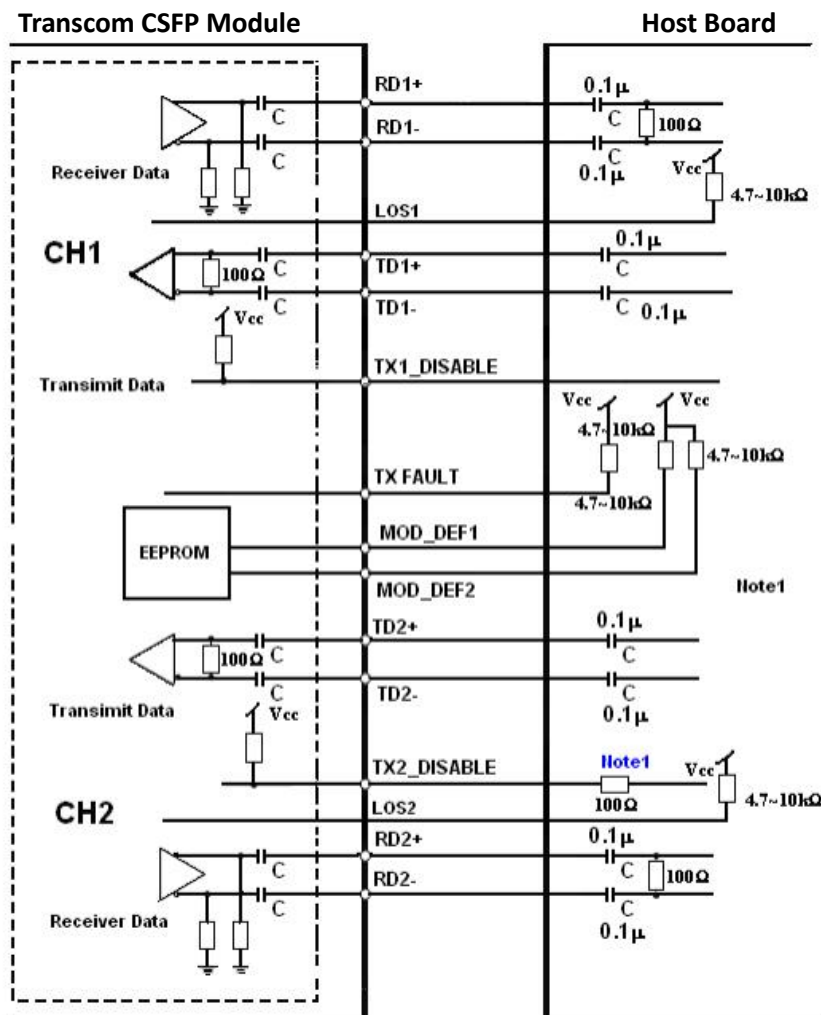 Transcom CSFP Module
Host Board
RD1+
0.1µ
C
C
100Ω
RD1-
C
C
Receiver Data
0.1µ
Vcc
4.7~10kΩ
LOS1
CH1
0.1µ
100Ω
C
TD1+
C
C
TD1-
C
0.1µ
Vcc
TX1_DISABLE
Transimit Data
Vcc
Vcc
4.7~10kΩ
4.7~10kΩ
TX FAULT
4.7~10kΩ
MOD_DEF1
EEPROM
MOD_DEF2
Note1
TD2+
0.1µ
100Ω
C
C
C
TD2-
C
Transimit Data
Vcc
0.1µ
TX2_DISABLE
Note1
Vcc
100Ω
4.7~10kΩ
CH2
LOS2
RD2+
0.1µ
C
C
100Ω
RD2-
C
C
Receiver Data
0.1µ